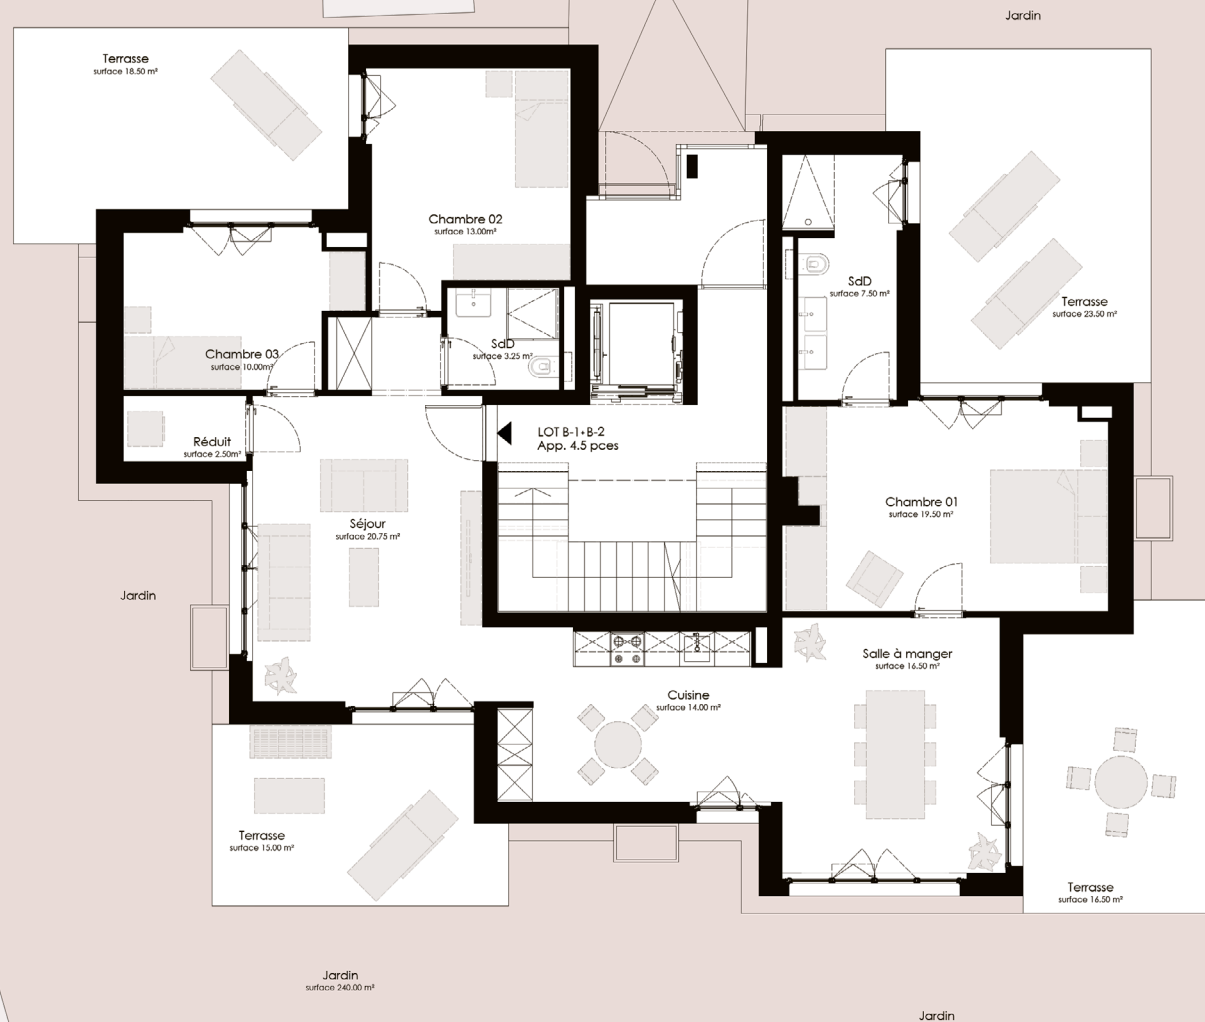 Jardin
Terrasse
surface 18.50 m²
Chambre 02
surface 13.00m²
SdD
surface 7.50 m²
Terrasse
surface 23.50 m²
Chambre 03
surface 10.00m²
SdD
surface 3.25 m²
Réduit
surface 2.50m²
LOT B-1+B-2
App. 4.5 pces
Séjour
surface 20.75 m²
Chambre 01
surface 19.50 m²
Jardin
Salle à manger
surface 16.50 m²
Cuisine
surface 14.00 m²
Terrasse
surface 15.00 m²
Terrasse
surface 16.50 m²
Jardin
surface 240.00 m²
Jardin